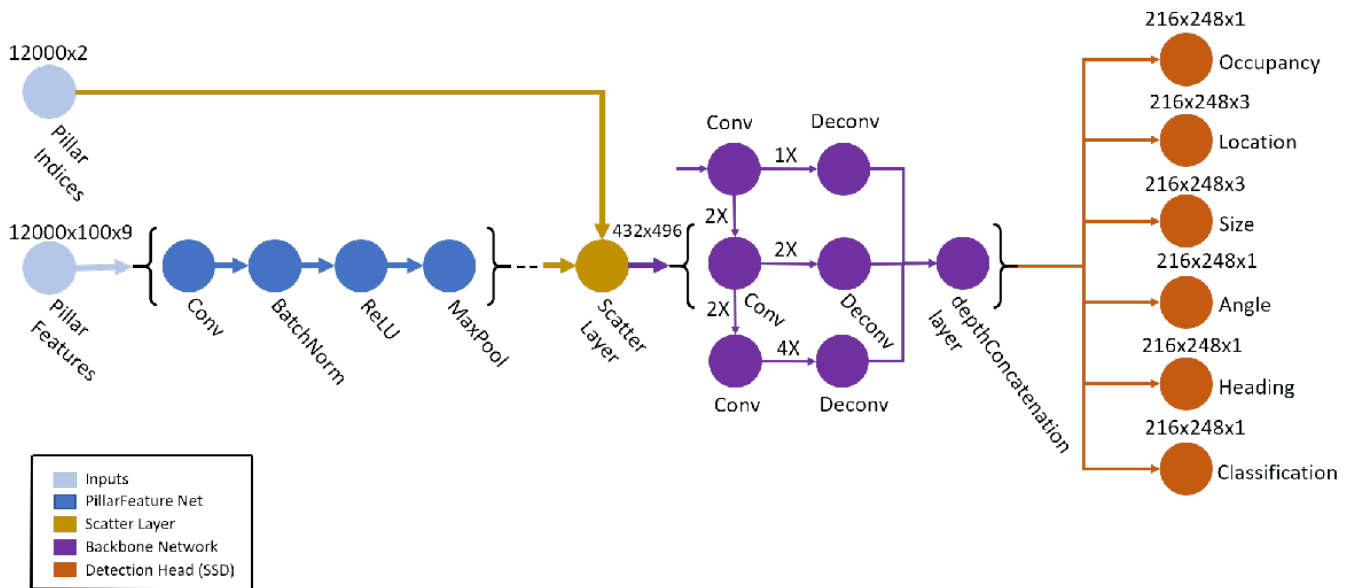 12000x2
Pillar
Indices
12000x100x9
Pillar
Features
Conv
BatchNorm
ReLU
MaxPool
Scatter
Layer
432x496
Conv
Deconv
1X
2X
2X
Conv
Deconv
2X
4X
Conv
Deconv
depthConcatenation
layer
216x248x1
Occupancy
216x248x3
Location
216x248x3
Size
216x248x1
Angle
216x248x1
Heading
216x248x1
Classification
Inputs
PillarFeature Net
Scatter Layer
Backbone Network
Detection Head (SSD)